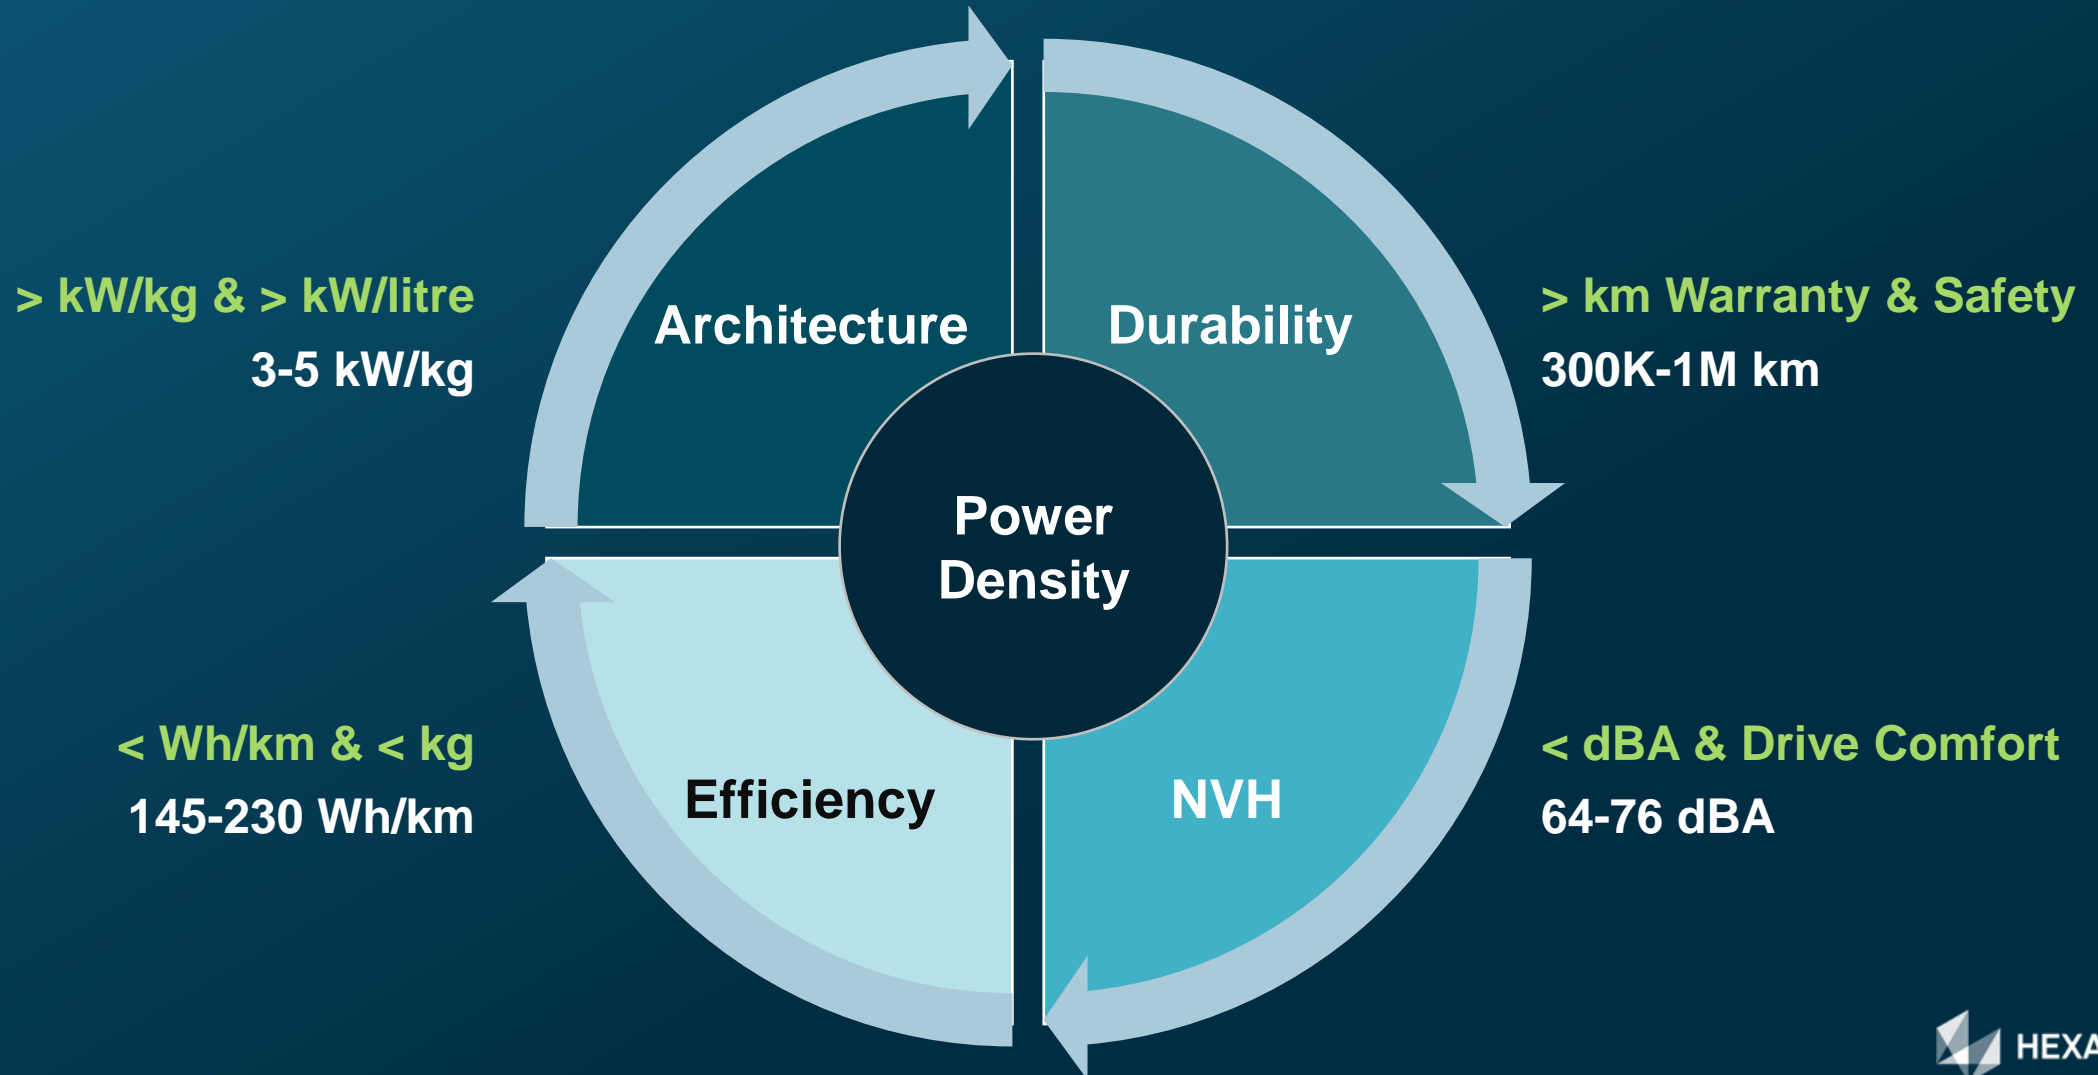 > kW/kg & > kW/litre
3-5 kW/kg
Architecture
Durability
> km Warranty & Safety
300K-1M km
Power
Density
< Wh/km & < kg
145-230 Wh/km
Efficiency
NVH
< dBA & Drive Comfort
64-76 dBA
HEXA